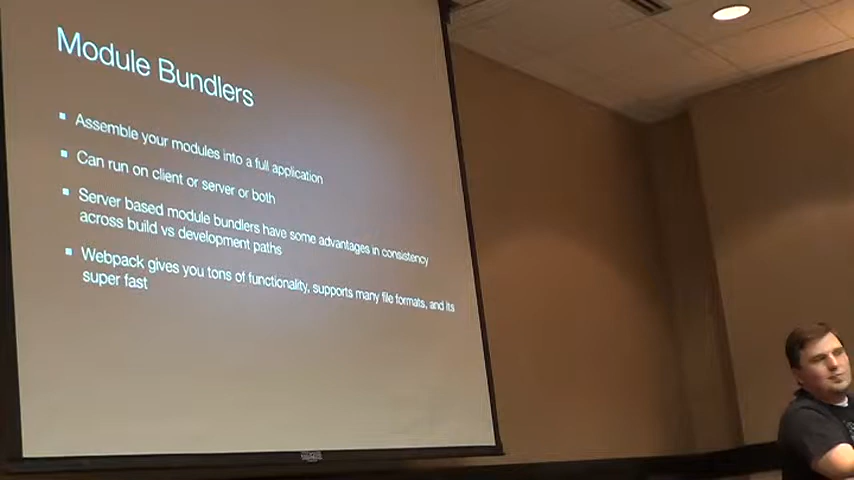 Module Bundlers
Assemble your modules into a full application
Can run on client or server or both
Server based module bundlers have some advantages in consistency
across build vs development paths
Webpack gives you tons of functionality, supports many file formats, and its
super fast